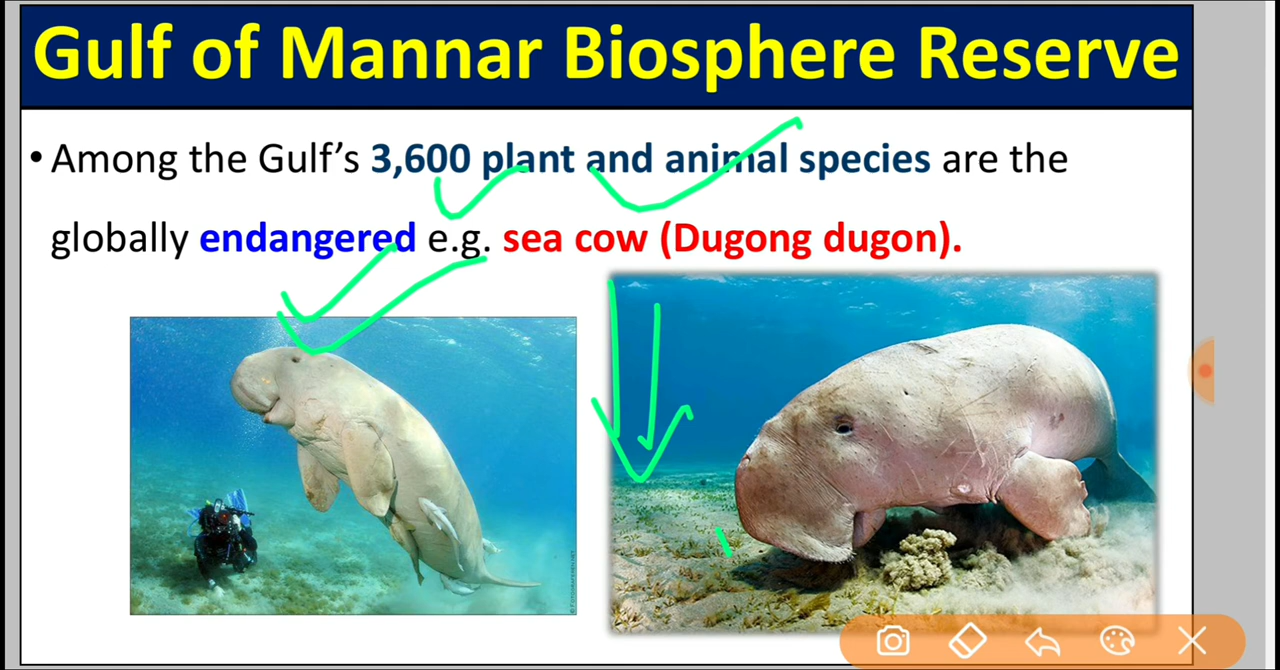 Gulf of Mannar Biosphere Reserve
• Among the Gulf’s 3,600 plant and animal species are the
globally endangered e.g. sea cow (Dugong dugon).